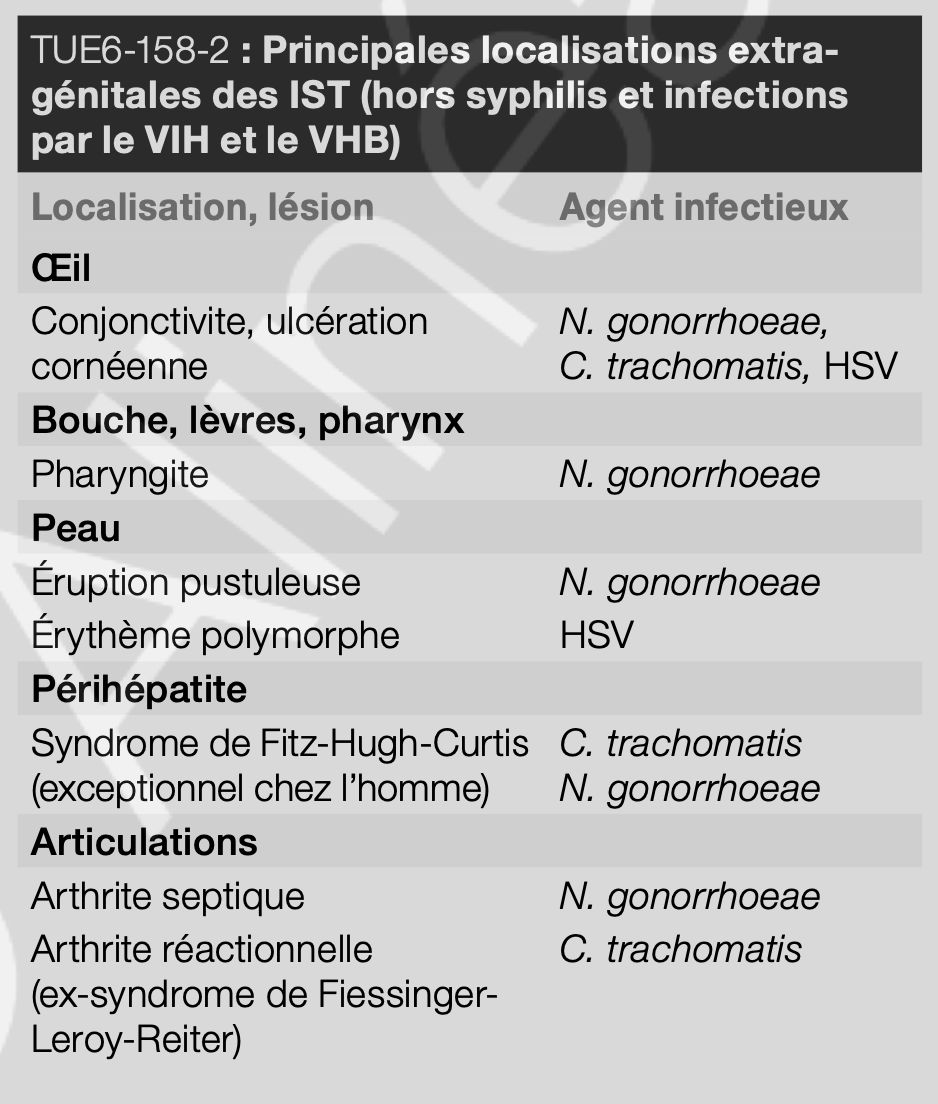 TUE6-158-2 : Principales localisations extra-
génitales des IST (hors syphilis et infections
par le VIH et le VHB)
Localisation, lésion Agent infectieux
Œil
Conjonctivite, ulcération N. gonorrhoeae,
cornéenne C. trachomatis, HSV
Bouche, lèvres, pharynx
Pharyngite N. gonorrhoeae
Peau
Éruption pustuleuse N. gonorrhoeae
Érythème polymorphe HSV
Périhépatite
Syndrome de Fitz-Hugh-Curtis C. trachomatis
(exceptionnel chez l’homme) N. gonorrhoeae
Articulations
Arthrite septique N. gonorrhoeae
Arthrite réactionnelle C. trachomatis
(ex-syndrome de Fiessinger-
Leroy-Reiter)